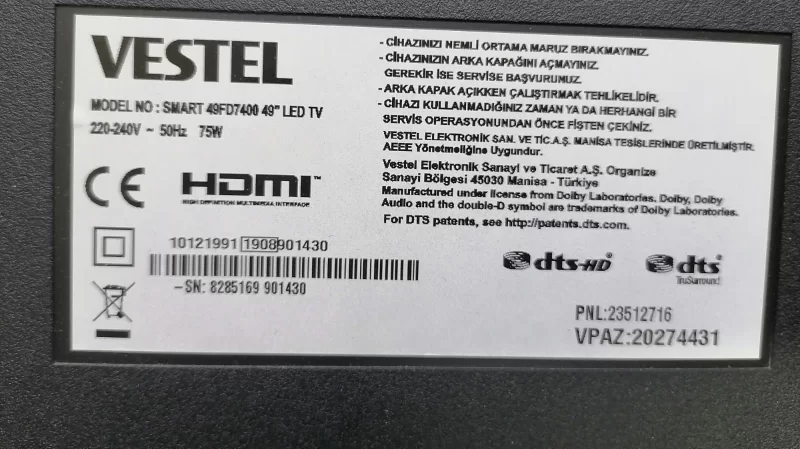 VESTEL
MODEL NO : SMART 49FD7400 49" LED TV
220-240V ~ 50Hz 75W
CE HDMI™
HIGH DEFINITION MULTIMEDIA INTERFACE
10121991 1908901430
-SN: 8285169 901430
- CİHAZINIZI NEMLİ ORTAMA MARUZ BIRAKMAYINIZ.
- CİHAZINIZIN ARKA KAPAĞINI AÇMAYINIZ.
GEREKİR İSE SERVİSE BAŞVURUNUZ.
- ARKA KAPAK AÇIKKEN ÇALIŞTIRMAK TEHLİKELİDİR.
- CİHAZI KULLANMADIĞINIZ ZAMAN YA DA HERHANGİ BİR
SERVİS OPERASYONUNDAN ÖNCE FİŞTEN ÇEKİNİZ.
VESTEL ELEKTRONİK SAN. VE TİC.A.Ş. MANİSA TESİSLERİNDE ÜRETİLMİŞTİR.
AEEE Yönetmeliğine Uygundur.
Vestel Elektronik Sanayi ve Ticaret A.Ş. Organize
Sanayi Bölgesi 45030 Manisa - Türkiye
Manufactured under license from Dolby Laboratories. Dolby, Dolby
Audio and the double-D symbol are trademarks of Dolby Laboratories.
For DTS patents, see http://patents.dts.com.
dts-HD dts
TruSurround
PNL:23512716
VPAZ:20274431